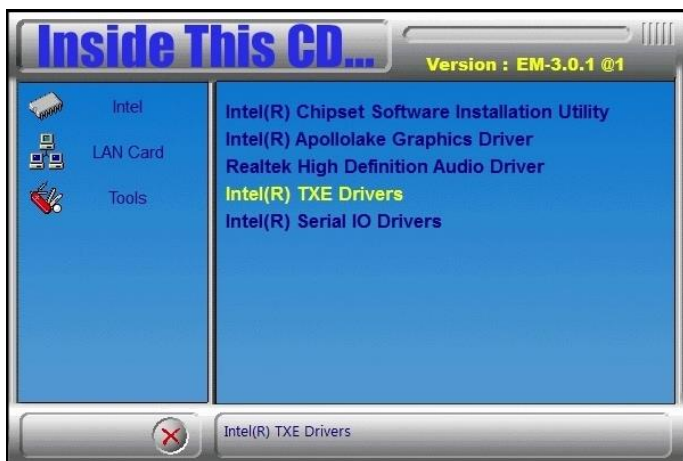 Inside This CD...
Version : EM-3.0.1 @1
Intel
LAN Card
Tools
Intel(R) Chipset Software Installation Utility
Intel(R) Apollolake Graphics Driver
Realtek High Definition Audio Driver
Intel(R) TXE Drivers
Intel(R) Serial IO Drivers
Intel(R) TXE Drivers